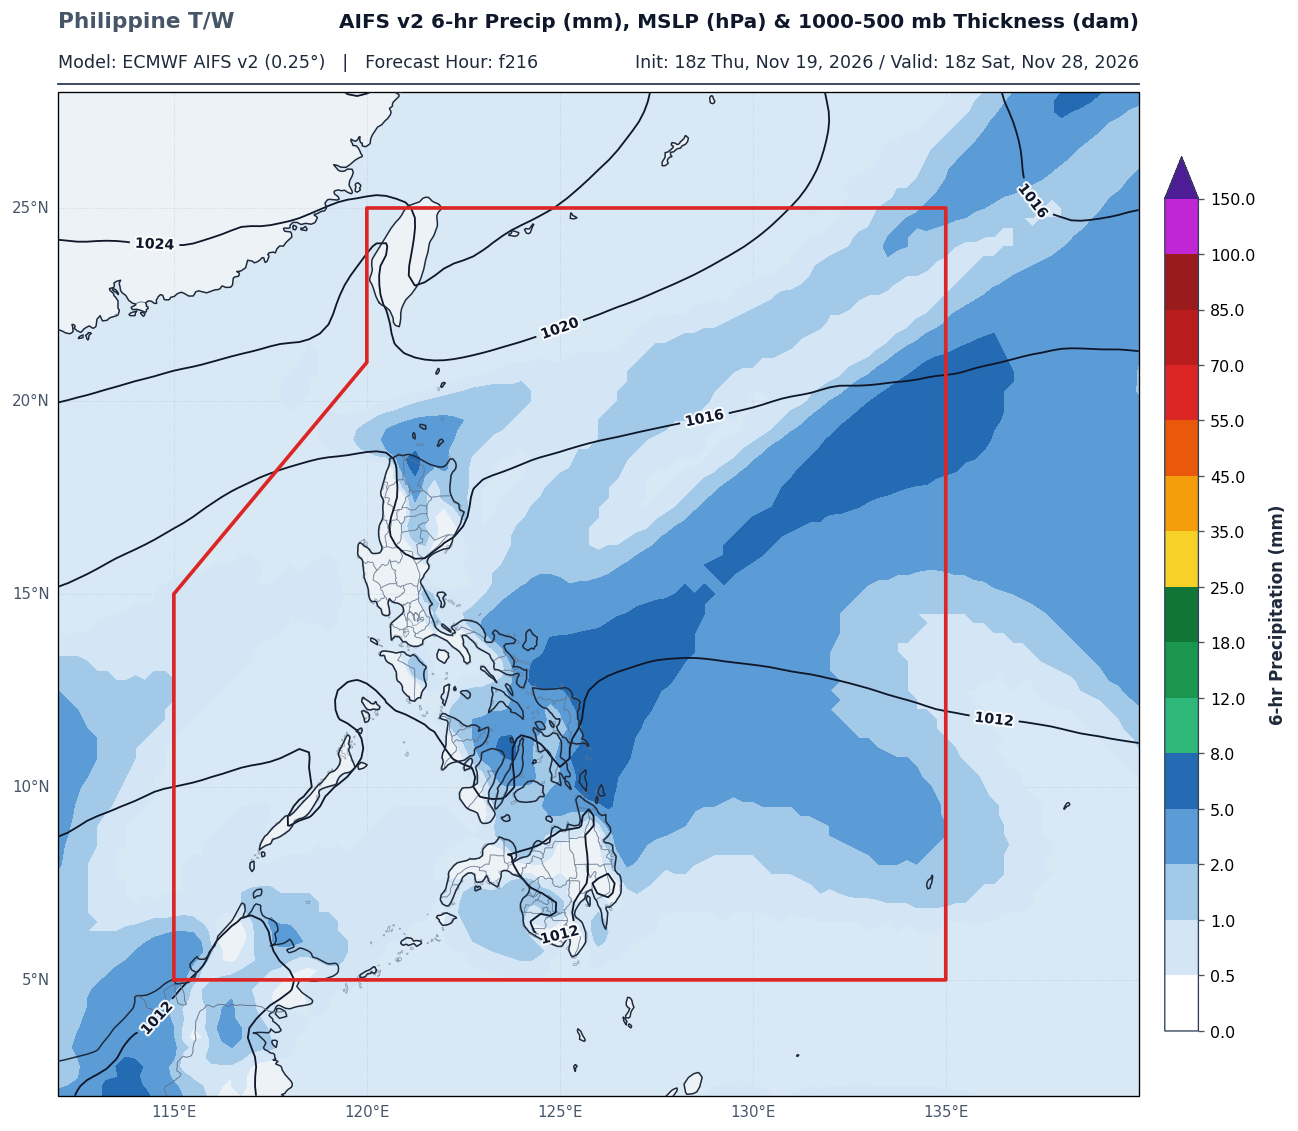 Philippine T/W
AIFS v2 6-hr Precip (mm), MSLP (hPa) & 1000-500 mb Thickness (dam)
Model: ECMWF AIFS v2 (0.25°) | Forecast Hour: f216
Init: 18z Thu, Nov 19, 2026 / Valid: 18z Sat, Nov 28, 2026
25°N
20°N
15°N
10°N
5°N
1024
1016
1020
1016
1012
1012
1012
115°E
120°E
125°E
130°E
135°E
150.0
100.0
85.0
70.0
55.0
45.0
35.0
25.0
18.0
12.0
8.0
5.0
2.0
1.0
0.5
0.0
6-hr Precipitation (mm)